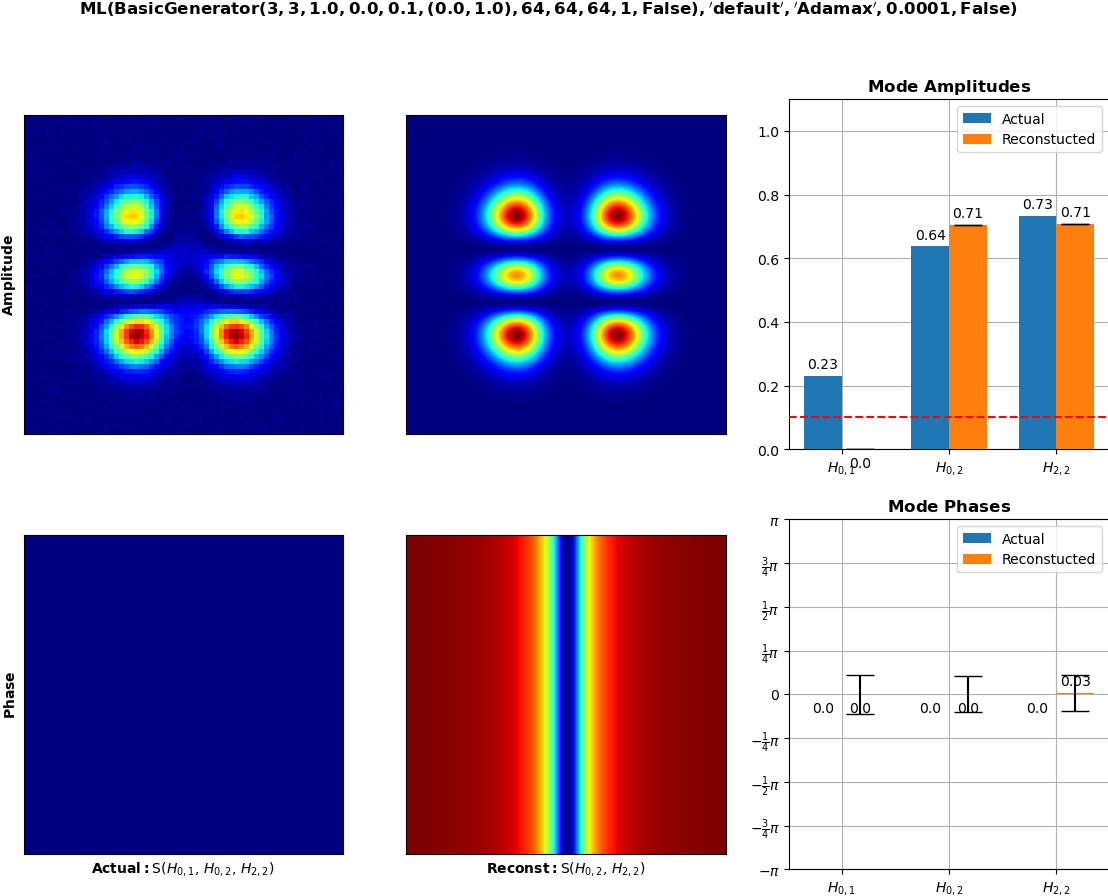 ML(BasicGenerator(3, 3, 1.0, 0.0, 0.1, (0.0, 1.0), 64, 64, 64, 1, False), ′default′, ′Adamax′, 0.0001, False)
Amplitude
Mode Amplitudes
Actual
Reconstucted
1.0
0.8
0.6
0.4
0.2
0.0
0.23
0.0
0.64
0.71
0.73
0.71
H0,1
H0,2
H2,2
Phase
Actual: S(H0,1, H0,2, H2,2)
Reconst: S(H0,2, H2,2)
Mode Phases
Actual
Reconstucted
π
3/4π
1/2π
1/4π
0
−1/4π
−1/2π
−3/4π
−π
0.0
0.0
0.0
0.0
0.0
0.03
H0,1
H0,2
H2,2